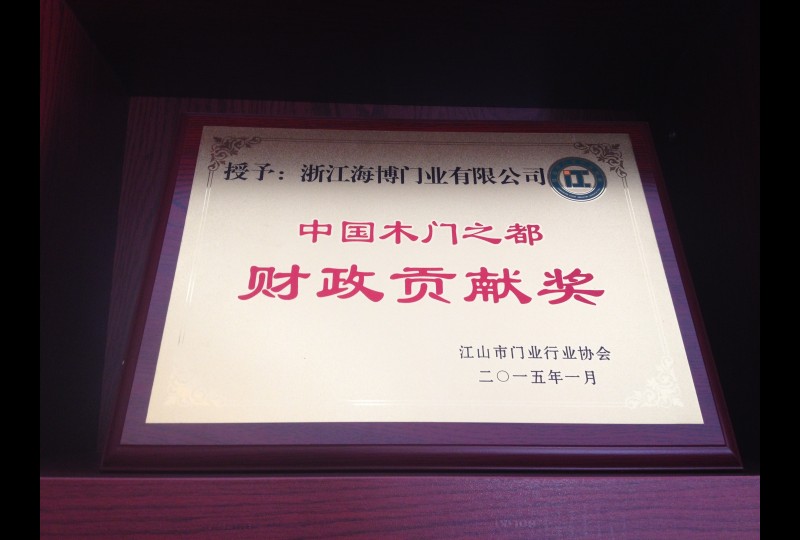 授予：浙江海博门业有限公司
江
中国木门之都
财政贡献奖
江山市门业行业协会
二〇一五年一月